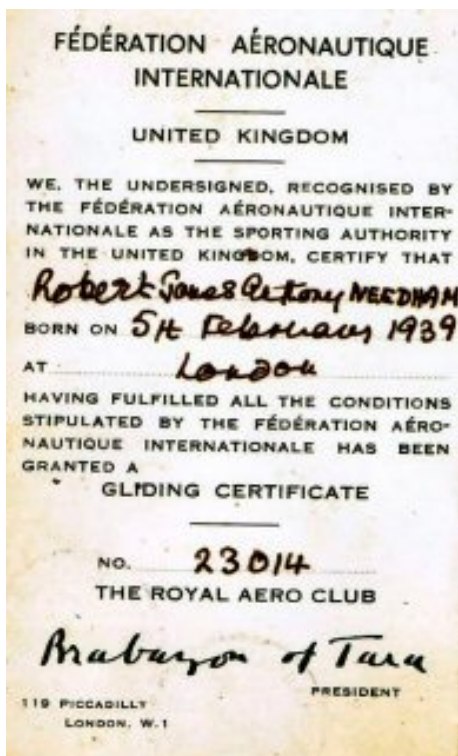 FÉDÉRATION AÉRONAUTIQUE
INTERNATIONALE
UNITED KINGDOM
WE, THE UNDERSIGNED, RECOGNISED BY
THE FÉDÉRATION AÉRONAUTIQUE INTER-
NATIONALE AS THE SPORTING AUTHORITY
IN THE UNITED KINGDOM, CERTIFY THAT
Robert James Anthony NEEDHAM
BORN ON 5th February 1939
AT London
HAVING FULFILLED ALL THE CONDITIONS
STIPULATED BY THE FÉDÉRATION AÉRO-
NAUTIQUE INTERNATIONALE HAS BEEN
GRANTED A
GLIDING CERTIFICATE
NO. 23014
THE ROYAL AERO CLUB
Brabazon of Tara
PRESIDENT
119 PICCADILLY
LONDON, W.1